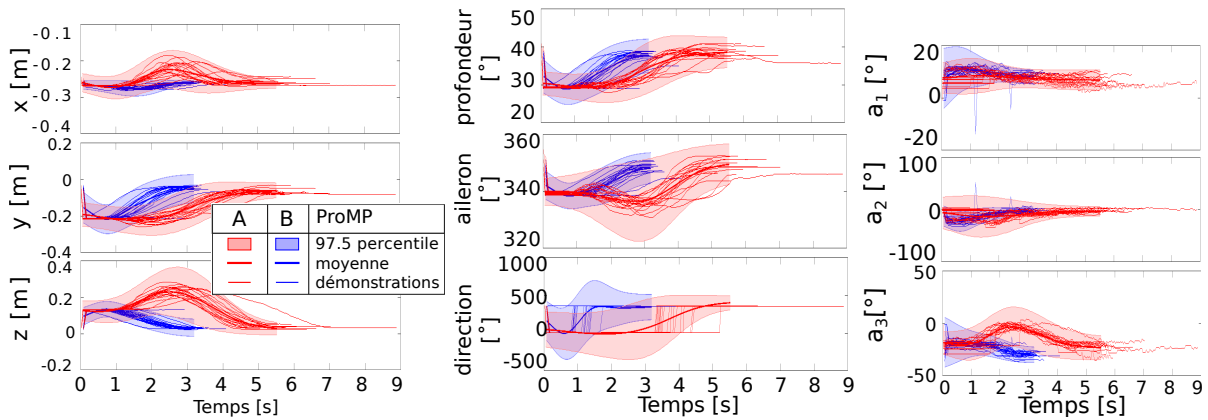 x [m]
-0.1
-0.2
-0.3
-0.4
y [m]
0.2
0
-0.2
-0.4
z [m]
0.4
0.2
0
0.2
0 1 2 3 4 5 6 7 8 9
Temps [s]
A B ProMP
97.5 percentile
moyenne
démonstrations
profondeur
[°]
50
40
30
20
aileron
[°]
360
340
320
direction
[°]
1000
500
0
-500
0 1 2 3 4 5 6 7 8 9
Temps [s]
a1 [°]
20
0
-20
a2 [°]
100
0
-100
a3[°]
50
0
-50
0 1 2 3 4 5 6 7 8 9
Temps [s]